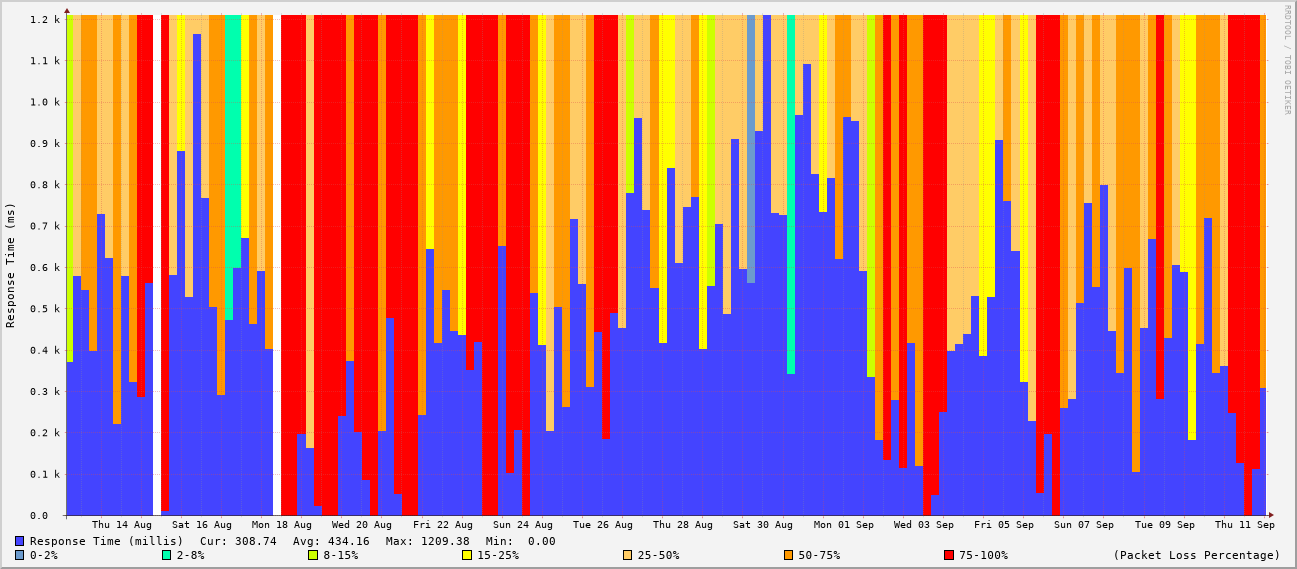 1.2 k
1.1 k
1.0 k
0.9 k
0.8 k
0.7 k
0.6 k
0.5 k
0.4 k
0.3 k
0.2 k
0.1 k
0.0
Response Time (ms)
RRDTOOL / TOBI OETIKER
Thu 14 Aug Sat 16 Aug Mon 18 Aug Wed 20 Aug Fri 22 Aug Sun 24 Aug Tue 26 Aug Thu 28 Aug Sat 30 Aug Mon 01 Sep Wed 03 Sep Fri 05 Sep Sun 07 Sep Tue 09 Sep Thu 11 Sep
Response Time (millis) Cur: 308.74 Avg: 434.16 Max: 1209.38 Min: 0.00
0-2% 2-8% 8-15% 15-25% 25-50% 50-75% 75-100% (Packet Loss Percentage)